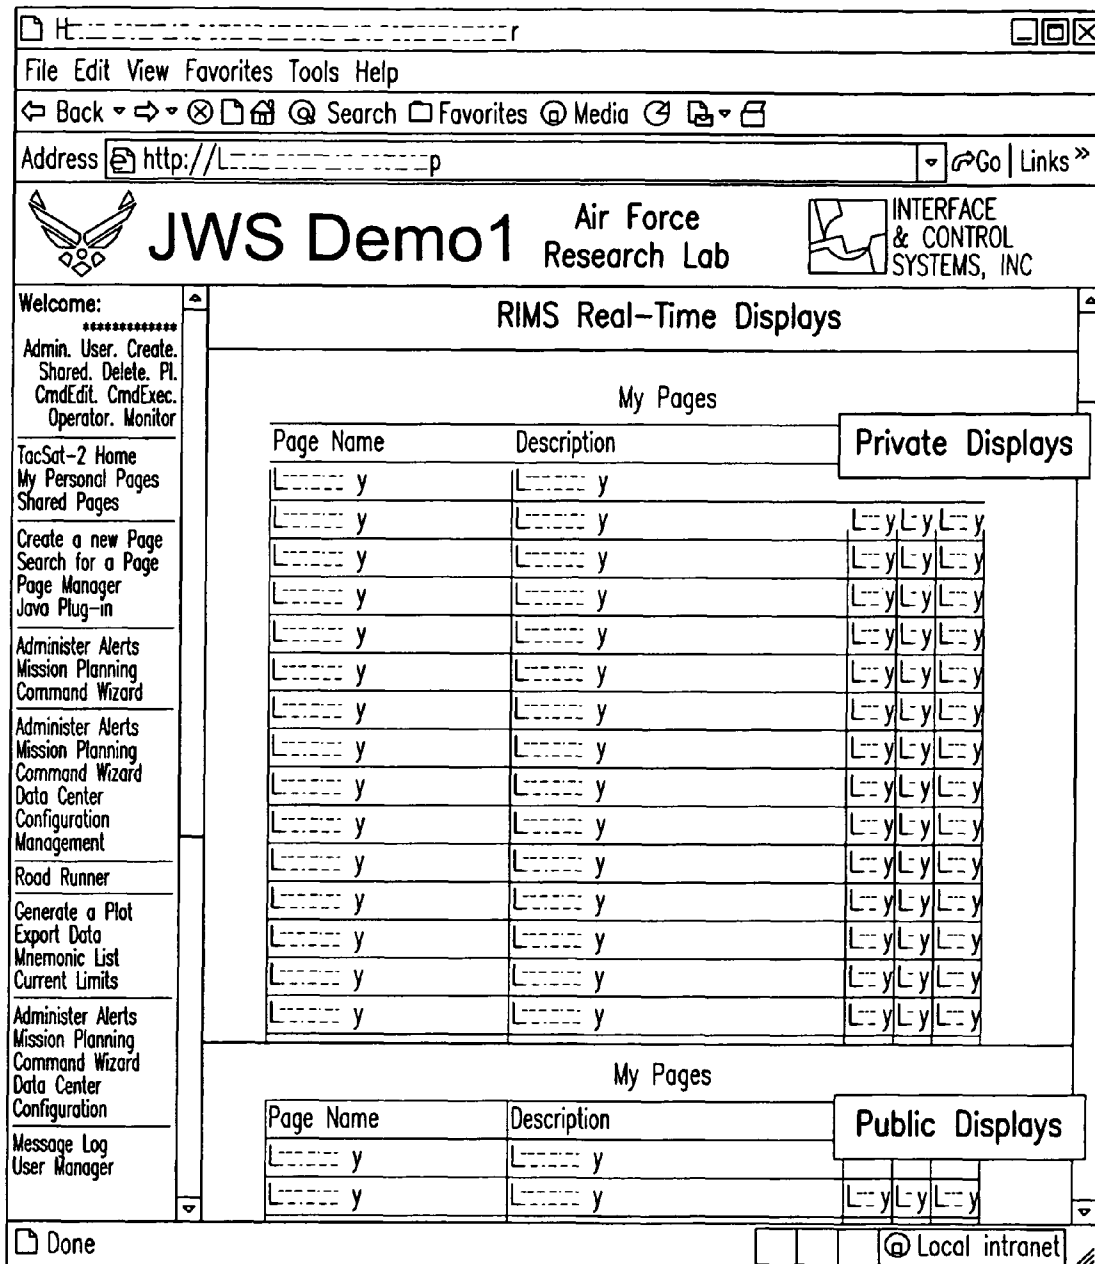 File Edit View Favorites Tools Help
Back Search Favorites Media
Address http:// Go Links »
JWS Demo1
Air Force
Research Lab
INTERFACE
& CONTROL
SYSTEMS, INC
Welcome:
*************
Admin. User. Create.
Shared. Delete. Pl.
CmdEdit. CmdExec.
Operator. Monitor
TacSat-2 Home
My Personal Pages
Shared Pages
Create a new Page
Search for a Page
Page Manager
Java Plug-in
Administer Alerts
Mission Planning
Command Wizard
Administer Alerts
Mission Planning
Command Wizard
Data Center
Configuration
Management
Road Runner
Generate a Plot
Export Data
Mnemonic List
Current Limits
Administer Alerts
Mission Planning
Command Wizard
Data Center
Configuration
Message Log
User Manager
RIMS Real-Time Displays
My Pages
Page Name Description
Private Displays
My Pages
Page Name Description
Public Displays
Done
Local intranet